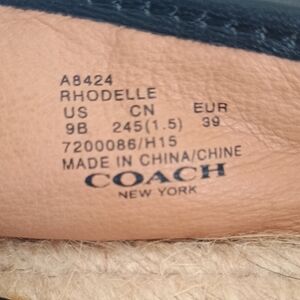 A8424
RHODELLE
US CN EUR
9B 245(1.5) 39
7200086/H15
MADE IN CHINA/CHINE
COACH
NEW YORK